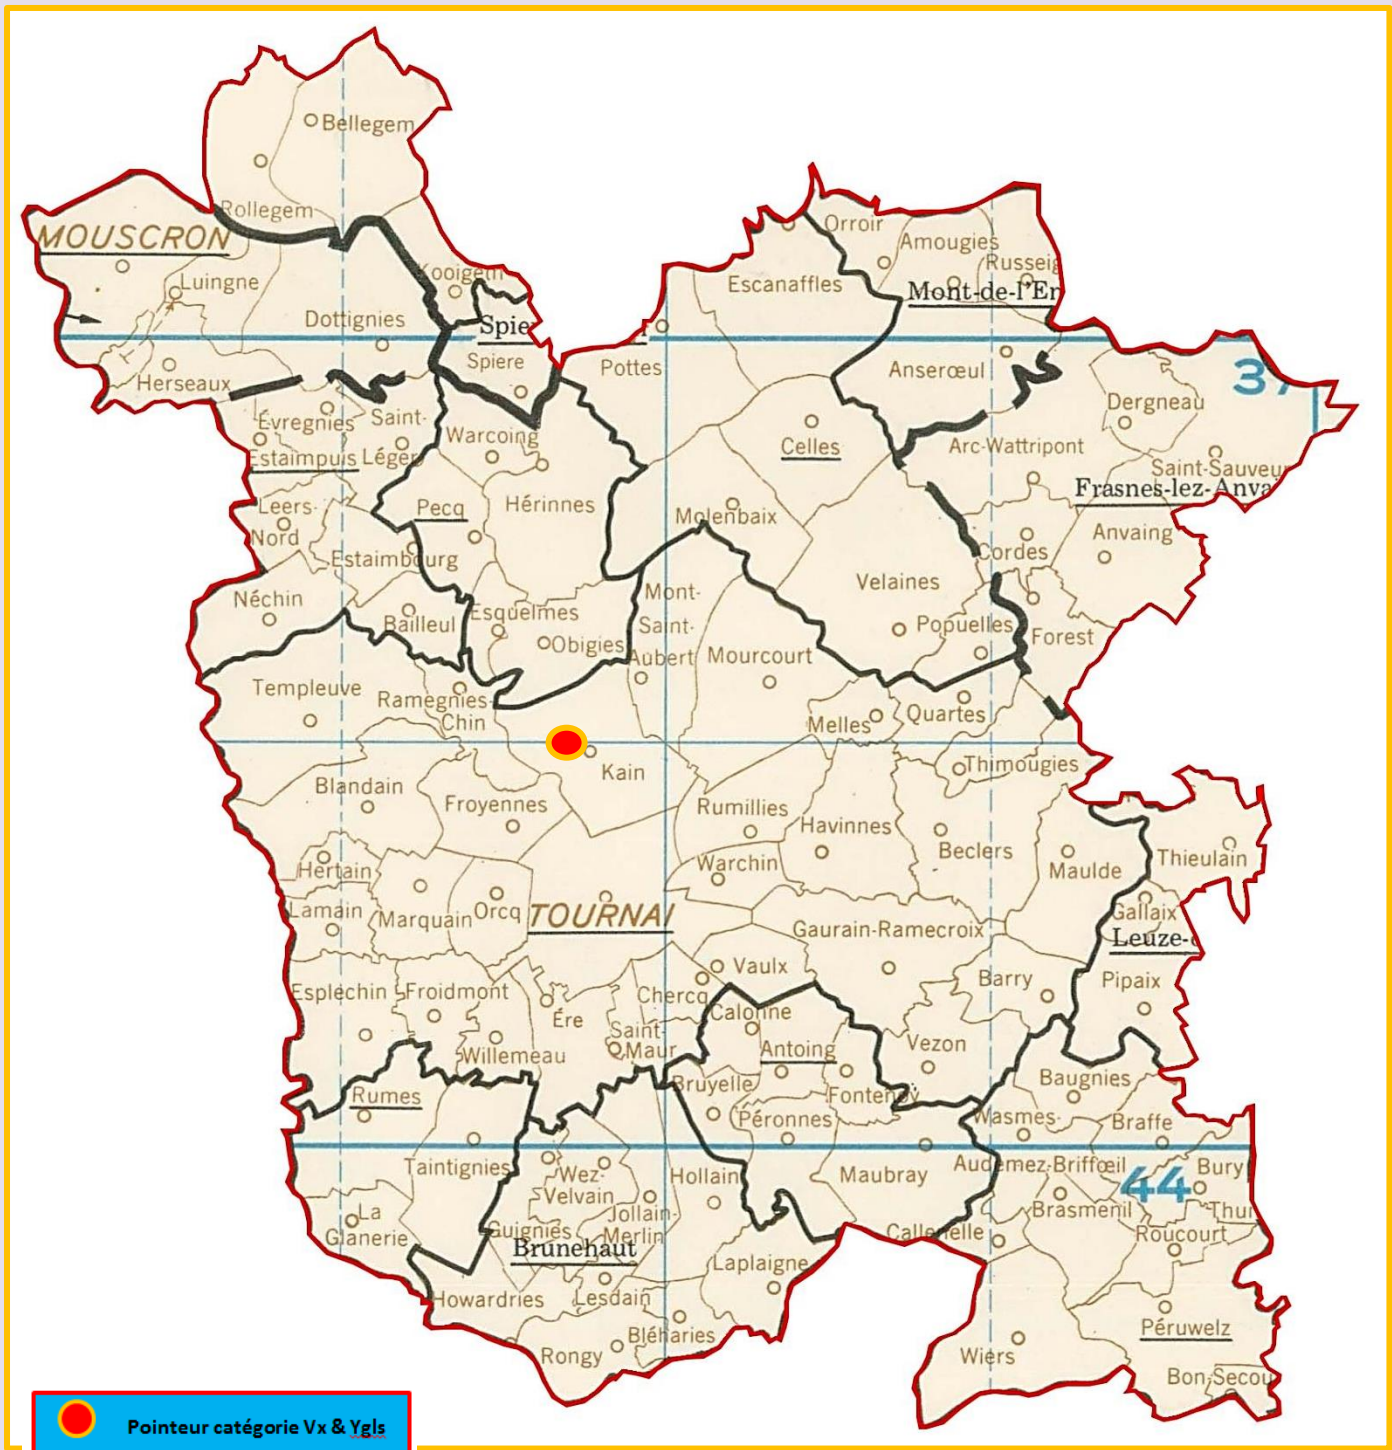 Bellegem
Rollegem
MOUSCRON
Orroir
Amougies
Russeig
Kooigem
Luingne
Escanaffles
Mont-de-l'En
Dottignies
Spie
Spiere
Pottes
Herseaux
Anserœul
37
Dergneau
Évregnies
Saint-
Léger
Estaimpuis
Warcoing
Celles
Arc-Wattripont
Saint-Sauveur
Frasnes-lez-Anva
Leers-
Nord
Pecq
Hérinnes
Molenbaix
Anvaing
Estaimbourg
Cordes
Velaines
Néchin
Bailleul
Esquelmes
Obigies
Mont-
Saint-
Aubert
Mourcourt
Popuelles
Forest
Templeuve
Ramegnies-
Chin
Melles
Quartes
Kain
Thimougies
Blandain
Froyennes
Rumillies
Havinnes
Beclers
Maulde
Thieulain
Hertain
Warchin
Lamain
Marquain
Orcq
TOURNAI
Gaurain-Ramecroix
Gallaix
Leuze-
Vaulx
Barry
Pipaix
Esplechin
Froidmont
Chercq
Ere
Calonne
Willemeau
Saint-
Maur
Antoing
Vezon
Rumes
Bruyelle
Fontenoy
Baugnies
Péronnes
Wasmes-
Audemez-Briffœil
Braffe
Taintignies
Wez-
Velvain
Hollain
Maubray
44
Bury
La
Glanerie
Guignies
Jollain-
Merlin
Brasmenil
Thui
Brunehaut
Callenelle
Roucourt
Laplaigne
Howardries
Lesdain
Bléharies
Péruwelz
Rongy
Wiers
Bon-Secou
Pointeur catégorie Vx & Ygls